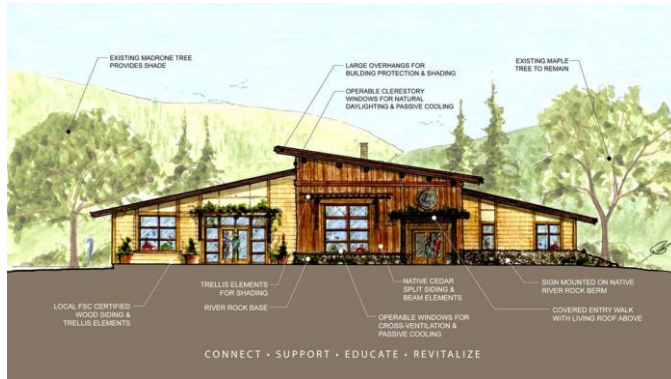 EXISTING MADRONE TREE
PROVIDES SHADE
LARGE OVERHANGS FOR
BUILDING PROTECTION & SHADING
EXISTING MAPLE
TREE TO REMAIN
OPERABLE CLERESTORY
WINDOWS FOR NATURAL
DAYLIGHTING & PASSIVE COOLING
LOCAL FSC CERTIFIED
WOOD SIDING &
TRELLIS ELEMENTS
TRELLIS ELEMENTS
FOR SHADING
RIVER ROCK BASE
NATIVE CEDAR
SPLIT SIDING &
BEAM ELEMENTS
OPERABLE WINDOWS FOR
CROSS-VENTILATION &
PASSIVE COOLING
SIGN MOUNTED ON NATIVE
RIVER ROCK BERM
COVERED ENTRY WALK
WITH LIVING ROOF ABOVE
CONNECT • SUPPORT • EDUCATE • REVITALIZE